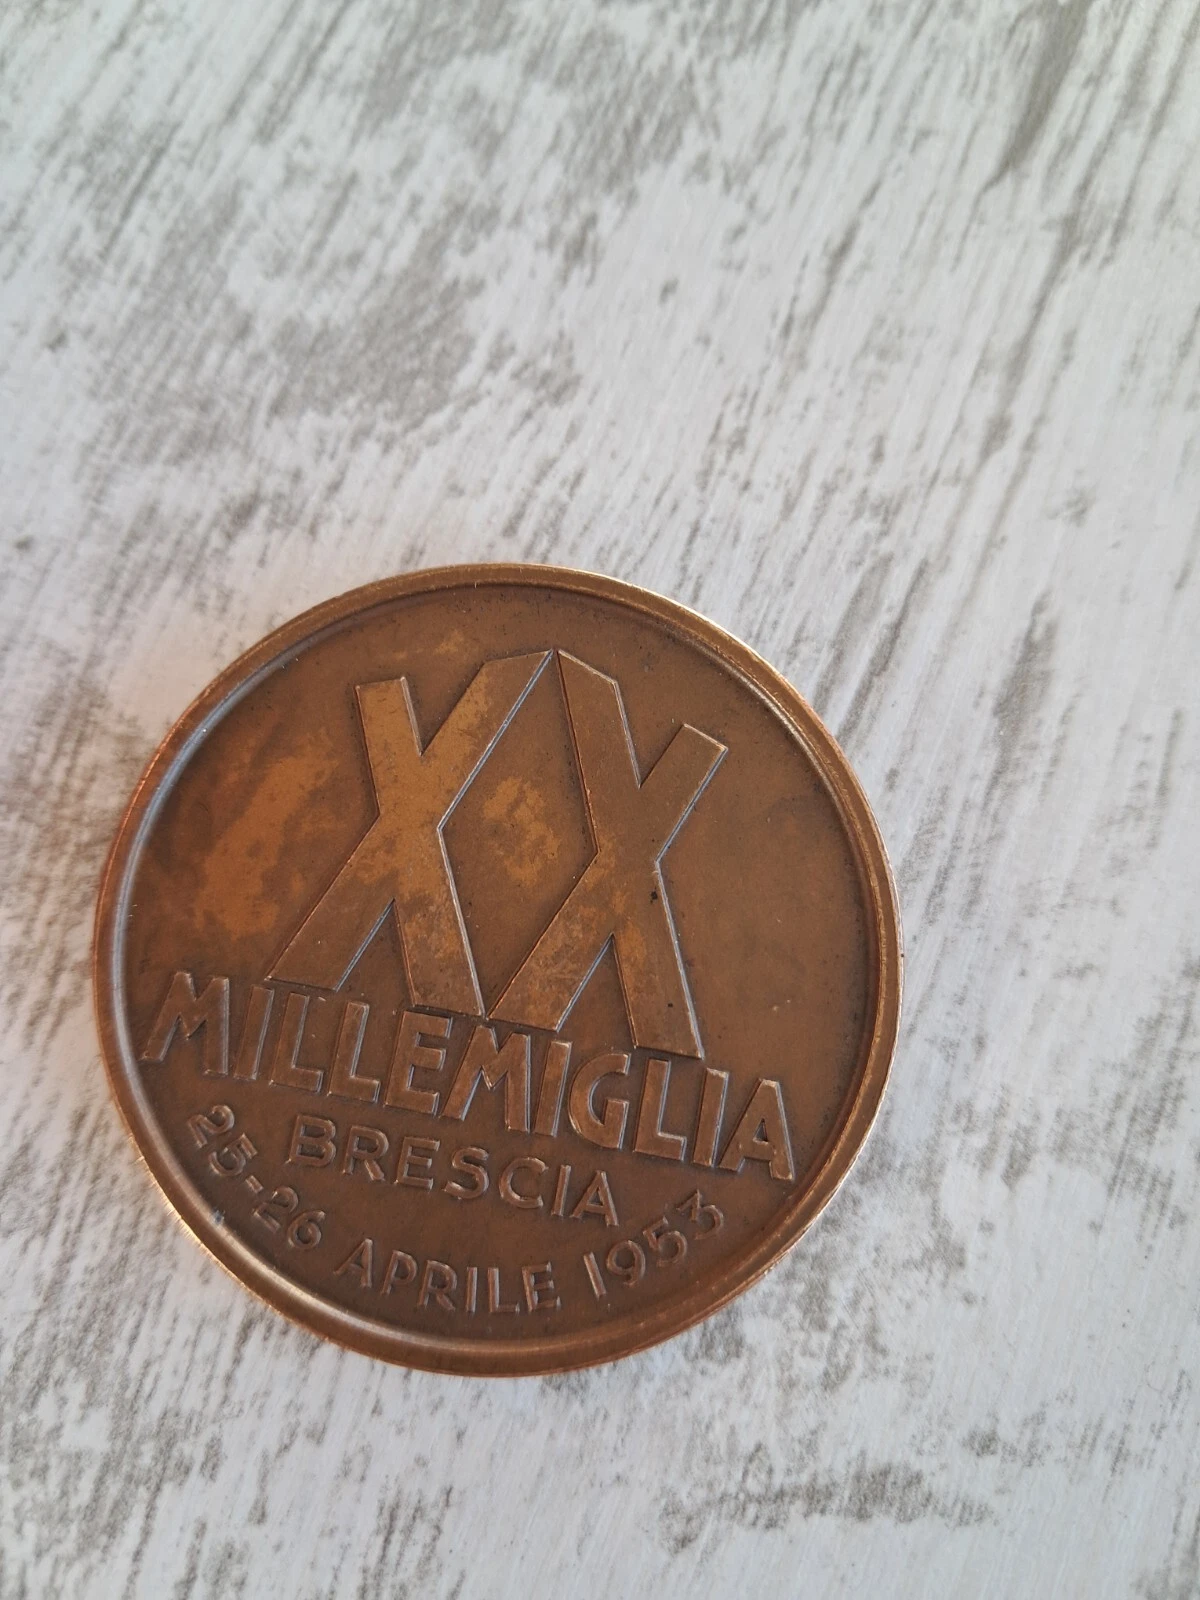 XX
MILLEMIGLIA
BRESCIA
25-26 APRILE 1953